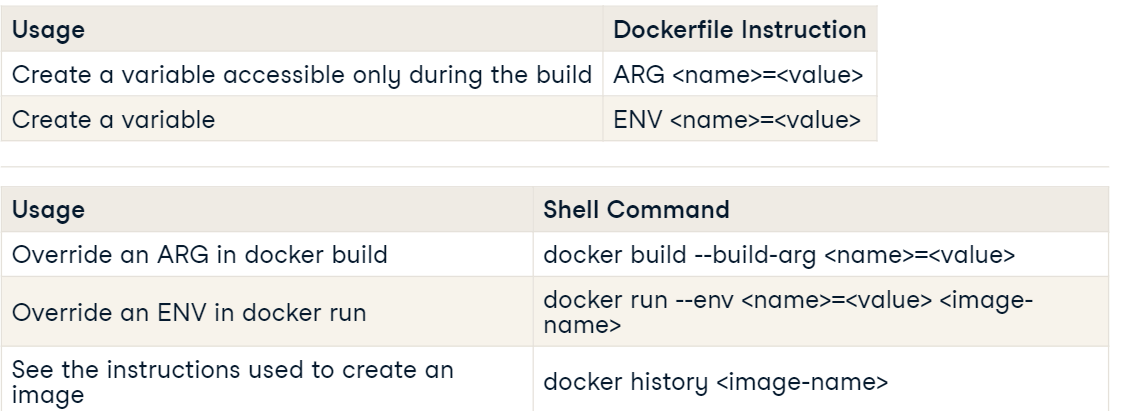 Usage Dockerfile Instruction
Create a variable accessible only during the build ARG <name>=<value>
Create a variable ENV <name>=<value>
Usage Shell Command
Override an ARG in docker build docker build --build-arg <name>=<value>
Override an ENV in docker run docker run --env <name>=<value> <image-
name>
See the instructions used to create an
image docker history <image-name>